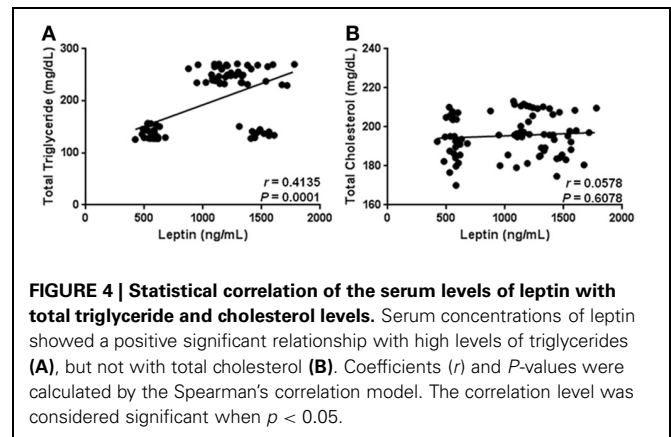 A
B
300
200
100
0
Total Triglyceride (mg/dL)
r = 0.4135
P = 0.0001
0 500 1000 1500 2000
Leptin (ng/mL)
240
220
200
180
160
Total Cholesterol (mg/dL)
r = 0.0578
P = 0.6078
0 500 1000 1500 2000
Leptin (ng/mL)
FIGURE 4 | Statistical correlation of the serum levels of leptin with
total triglyceride and cholesterol levels. Serum concentrations of leptin
showed a positive significant relationship with high levels of triglycerides
(A), but not with total cholesterol (B). Coefficients (r) and P-values were
calculated by the Spearman's correlation model. The correlation level was
considered significant when p < 0.05.